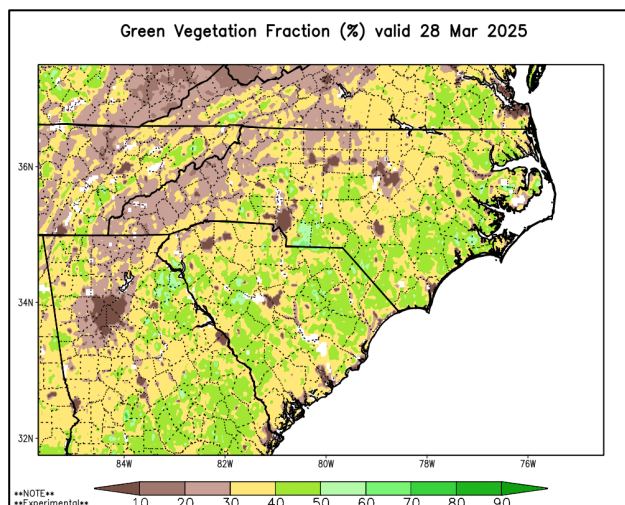 Green Vegetation Fraction (%) valid 28 Mar 2025
36N
34N
32N
84W 82W 80W 78W 76W
**NOTE**
**Experimental**
10 20 30 40 50 60 70 80 90